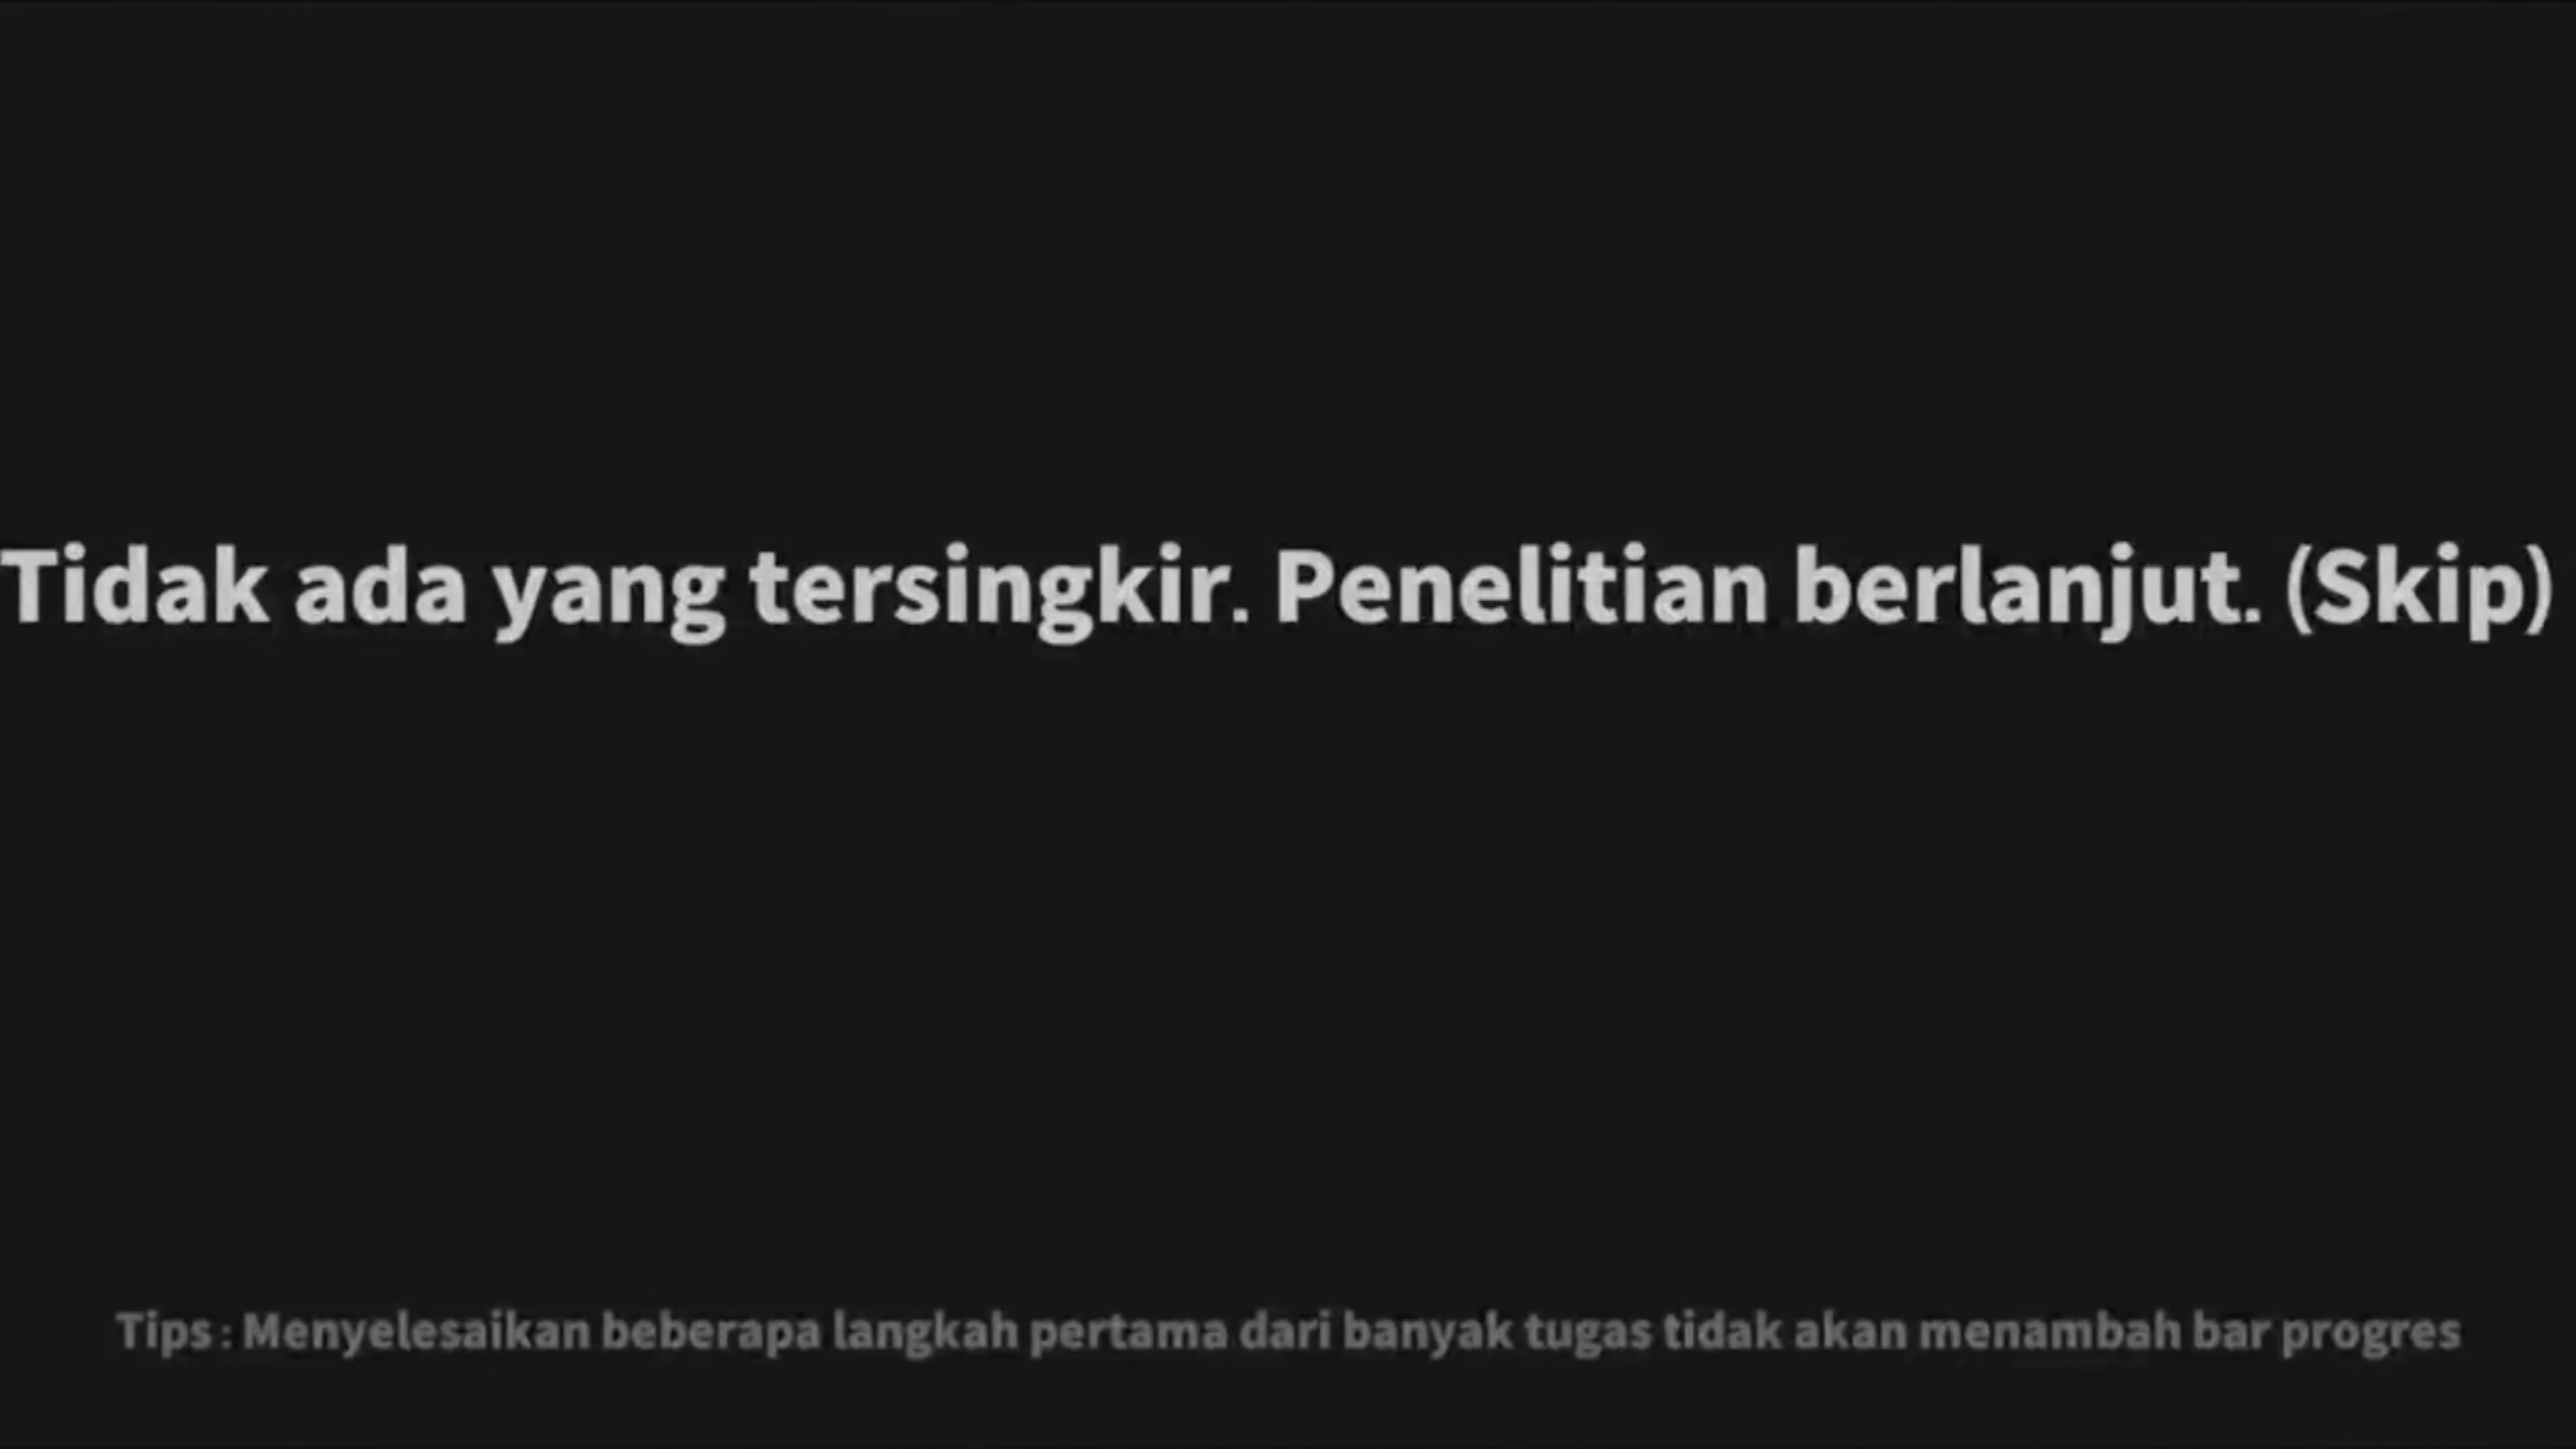 Tidak ada yang tersingkir. Penelitian berlanjut. (Skip)
Tips : Menyelesaikan beberapa langkah pertama dari banyak tugas tidak akan menambah bar progres